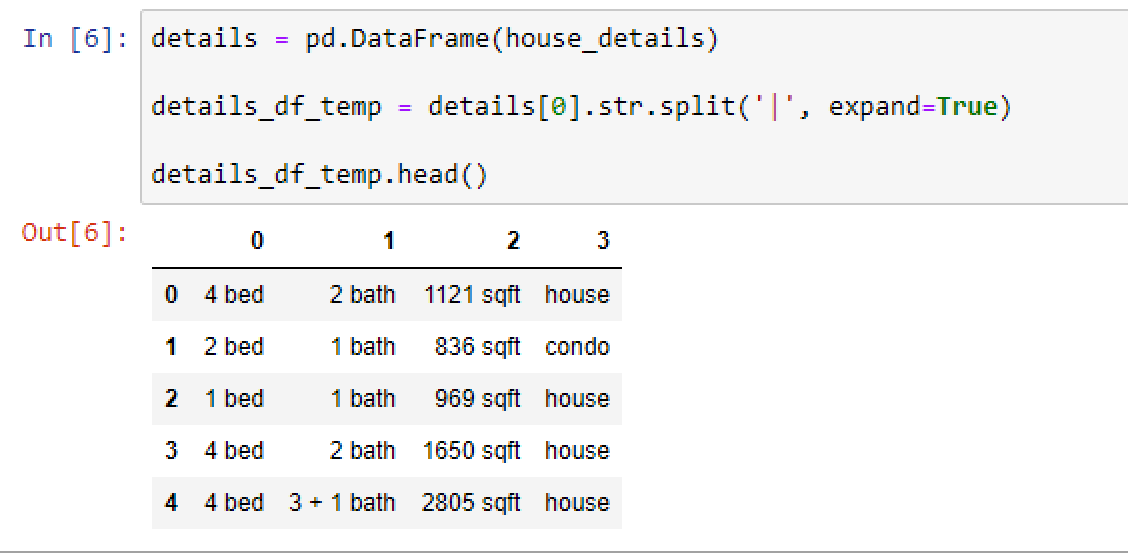 In [6]: details = pd.DataFrame(house_details)
details_df_temp = details[0].str.split('|', expand=True)
details_df_temp.head()
Out[6]:
0 1 2 3
0 4 bed 2 bath 1121 sqft house
1 2 bed 1 bath 836 sqft condo
2 1 bed 1 bath 969 sqft house
3 4 bed 2 bath 1650 sqft house
4 4 bed 3 + 1 bath 2805 sqft house